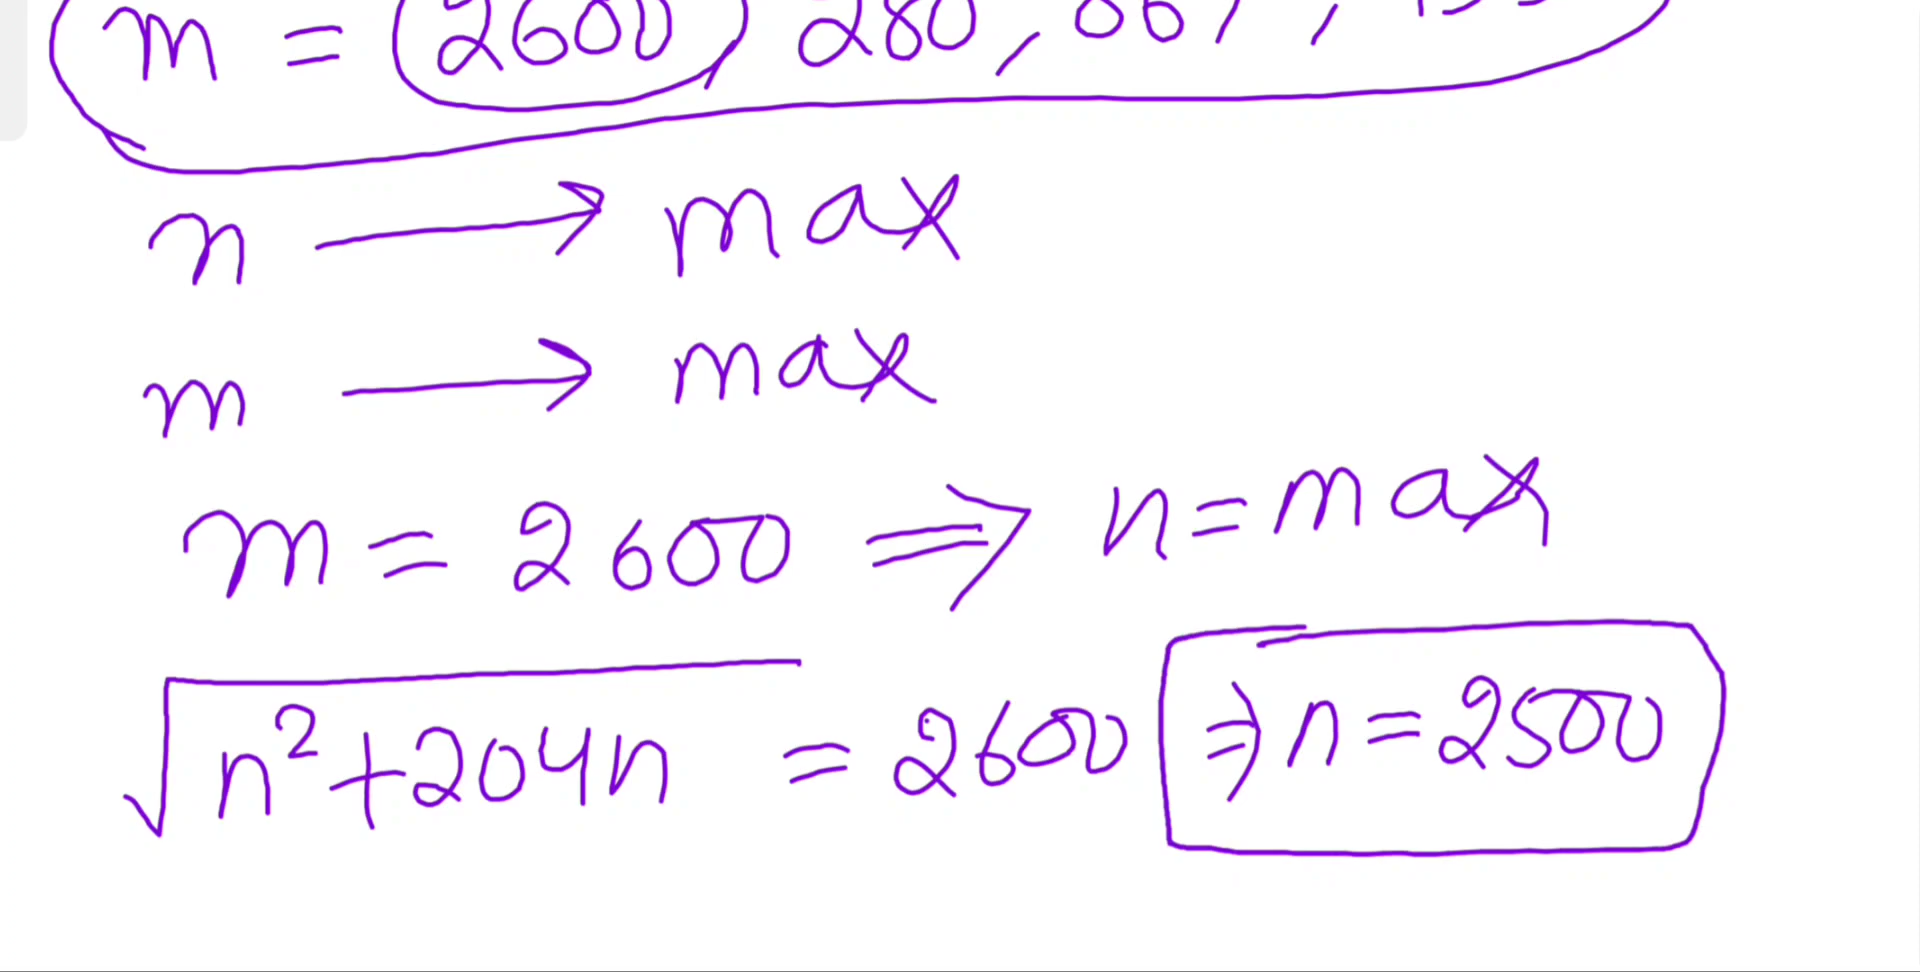 m = 2600, 280,
n → max
m → max
m = 2600 ⇒ n = max
√n²+204n = 2600 ⇒ n = 2500